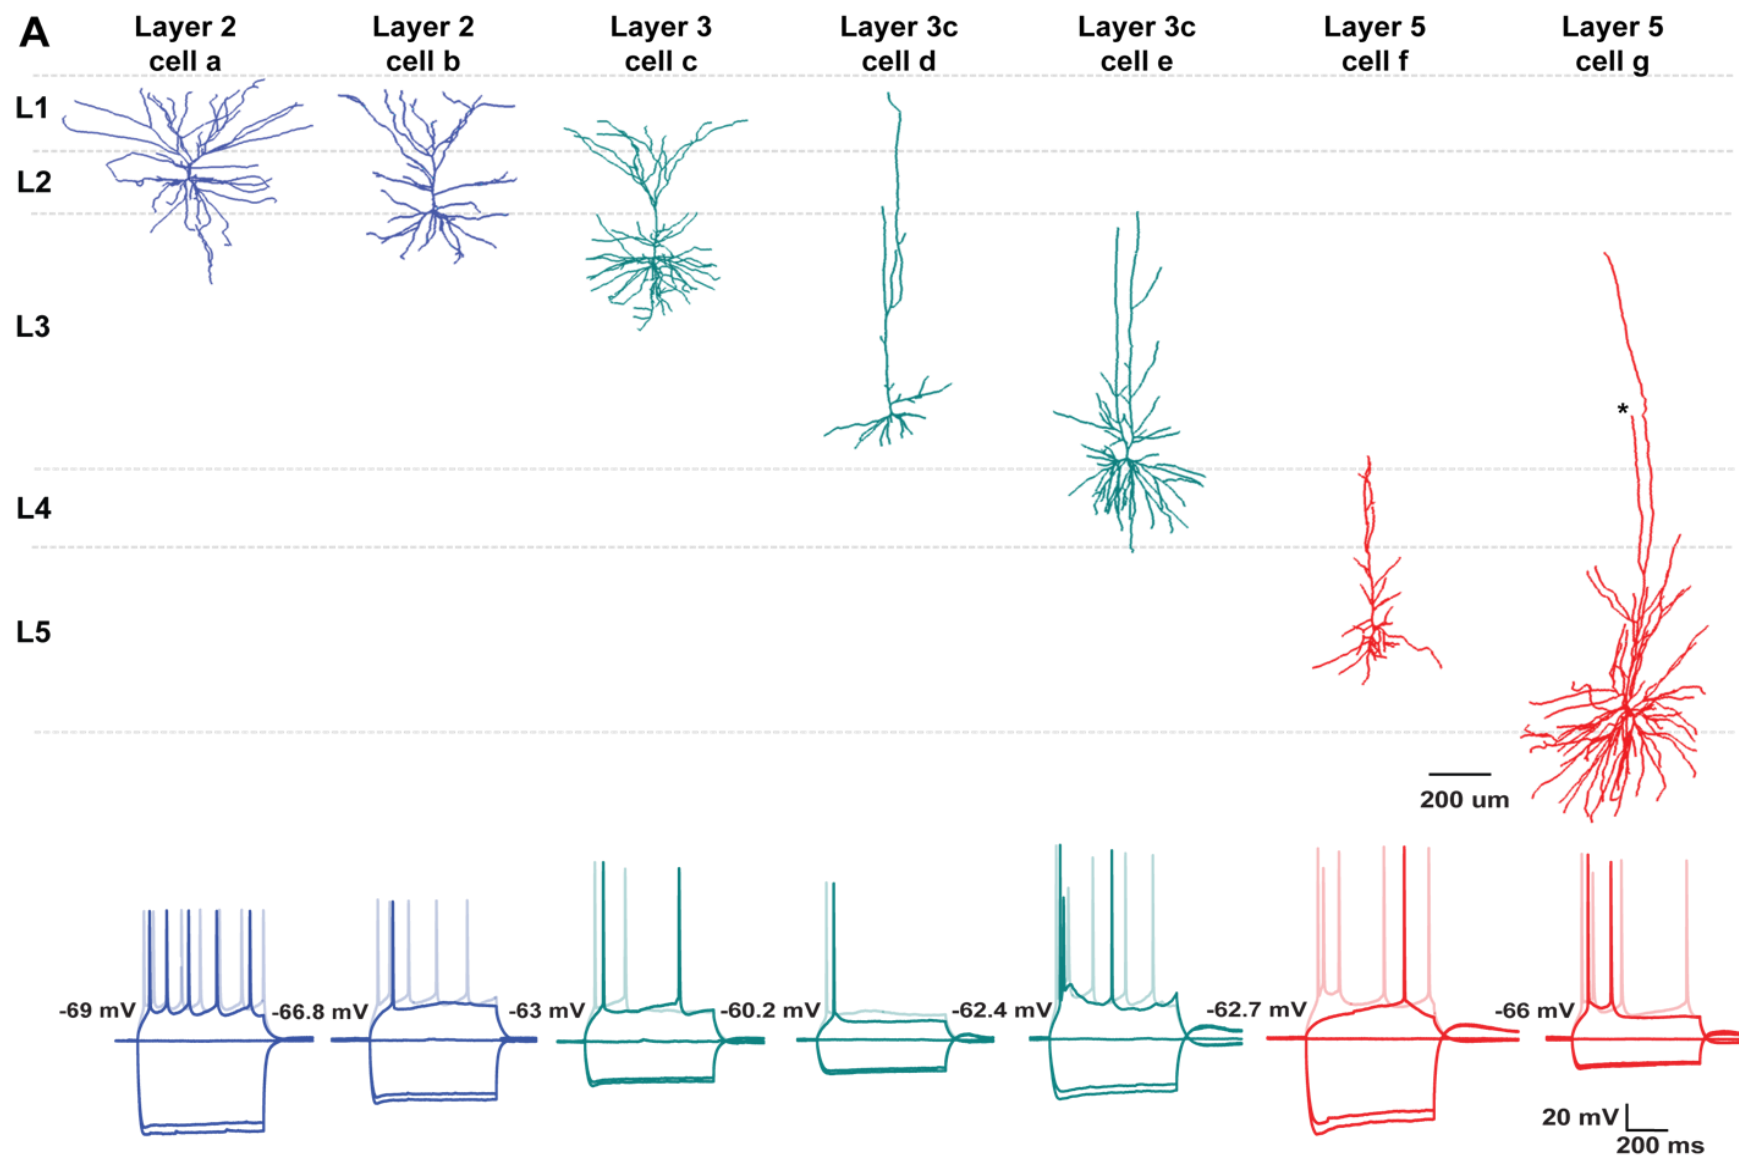 A
Layer 2
cell a
Layer 2
cell b
Layer 3
cell c
Layer 3c
cell d
Layer 3c
cell e
Layer 5
cell f
Layer 5
cell g
L1
L2
L3
*
L4
L5
200 um
-69 mV
-66.8 mV
-63 mV
-60.2 mV
-62.4 mV
-62.7 mV
-66 mV
20 mV
200 ms